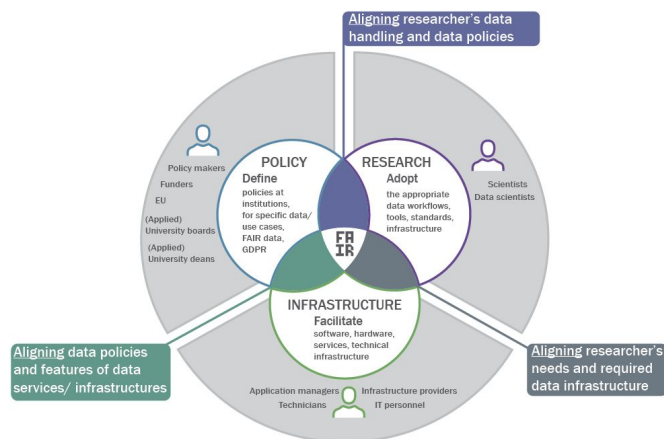 Aligning researcher's data
handling and data policies
Policy makers
Funders
EU
(Applied)
University boards
(Applied)
University deans
POLICY
Define
policies at
institutions,
for specific data/
use cases,
FAIR data,
GDPR
RESEARCH
Adopt
the appropriate
data workflows,
tools, standards,
infrastructure
Scientists
Data scientists
FA
IR
INFRASTRUCTURE
Facilitate
software, hardware,
services, technical
infrastructure
Aligning data policies
and features of data
services/ infrastructures
Aligning researcher's
needs and required
data infrastructure
Application managers
Infrastructure providers
Technicians
IT personnel